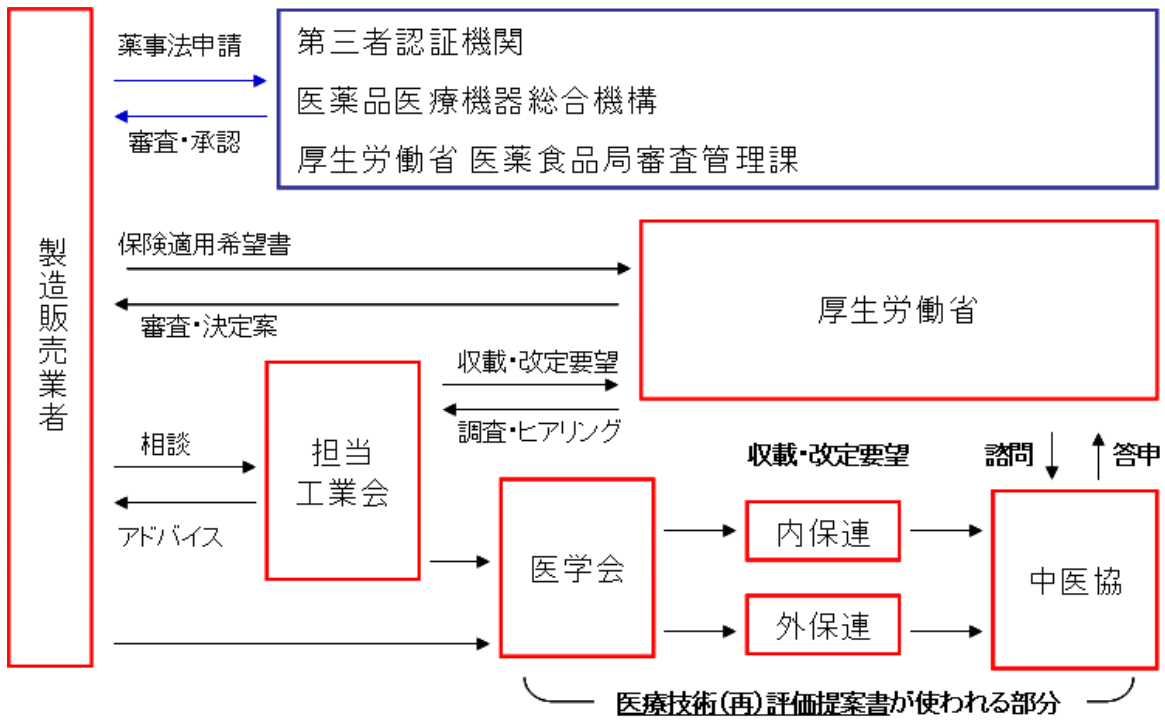 薬事法申請
審査・承認
第三者認証機関
医薬品医療機器総合機構
厚生労働省 医薬食品局審査管理課
製造販売業者
保険適用希望書
審査・決定案
厚生労働省
収載・改定要望
調査・ヒアリング
相談
アドバイス
担当
工業会
収載・改定要望
諮問
答申
医学会
内保連
外保連
中医協
医療技術(再)評価提案書が使われる部分